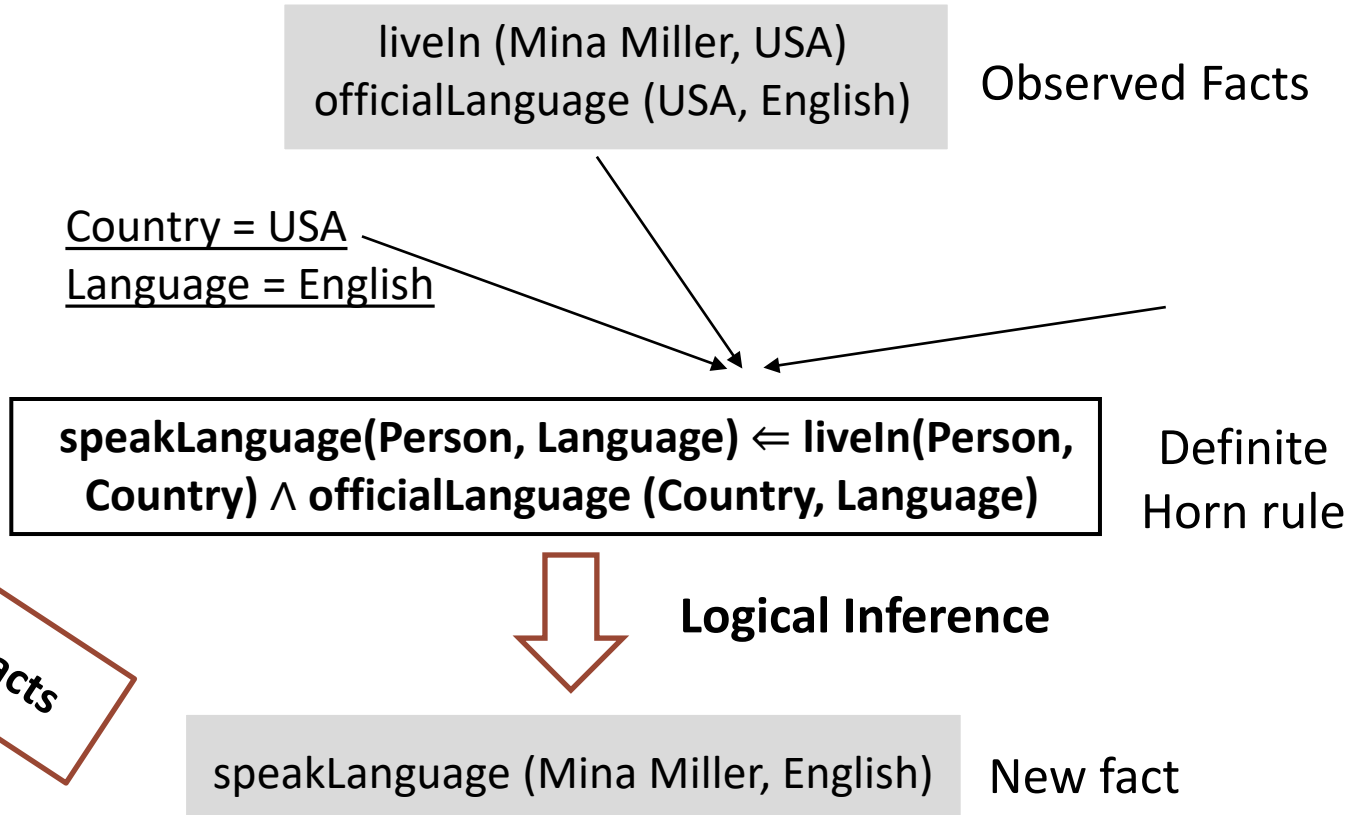 liveIn (Mina Miller, USA)
officialLanguage (USA, English)
Observed Facts
Country = USA
Language = English
speakLanguage(Person, Language) ⇐ liveIn(Person,
Country) ∧ officialLanguage (Country, Language)
Definite
Horn rule
Logical Inference
speakLanguage (Mina Miller, English)
New fact